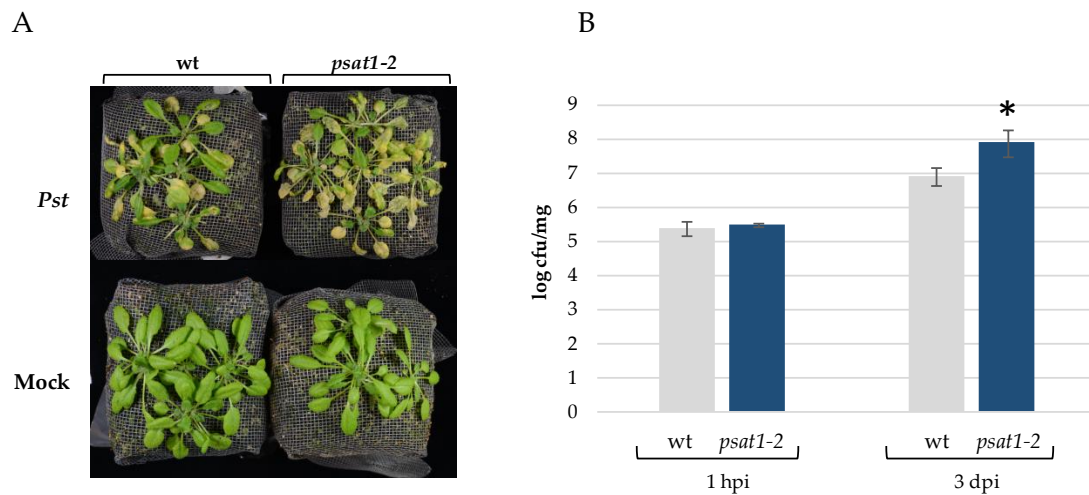 A
wt psat1-2
Pst
Mock
B
9
8
7
6
5
4
3
2
1
0
log cfu/mg
*
wt psat1-2 wt psat1-2
1 hpi 3 dpi